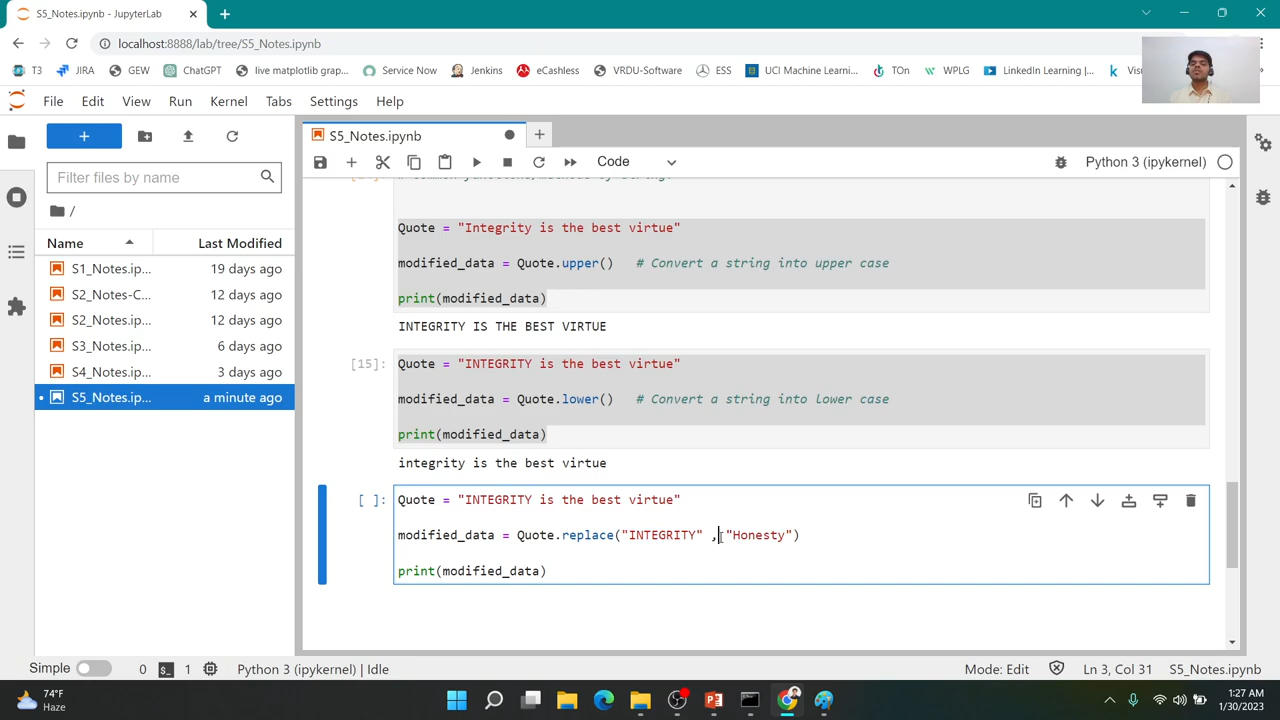 S5_Notes.ipynb - JupyterLab
localhost:8888/lab/tree/S5_Notes.ipynb
T3 JIRA GEW ChatGPT live matplotlib grap... Service Now Jenkins eCashless VRDU-Software ESS UCI Machine Learning... TOn WPLG LinkedIn Learning |...
File Edit View Run Kernel Tabs Settings Help
S5_Notes.ipynb
Code Python 3 (ipykernel)
Filter files by name
/
Name Last Modified
S1_Notes.ip... 19 days ago
S2_Notes-C... 12 days ago
S2_Notes.ip... 12 days ago
S3_Notes.ip... 6 days ago
S4_Notes.ip... 3 days ago
S5_Notes.ip... a minute ago
Quote = "Integrity is the best virtue"
modified_data = Quote.upper() # Convert a string into upper case
print(modified_data)
INTEGRITY IS THE BEST VIRTUE
[15]: Quote = "INTEGRITY is the best virtue"
modified_data = Quote.lower() # Convert a string into lower case
print(modified_data)
integrity is the best virtue
[ ]: Quote = "INTEGRITY is the best virtue"
modified_data = Quote.replace("INTEGRITY" , "Honesty")
print(modified_data)
Simple 0 1 Python 3 (ipykernel) | Idle Mode: Edit Ln 3, Col 31 S5_Notes.ipynb
74°F
Haze
1:27 AM
1/30/2023